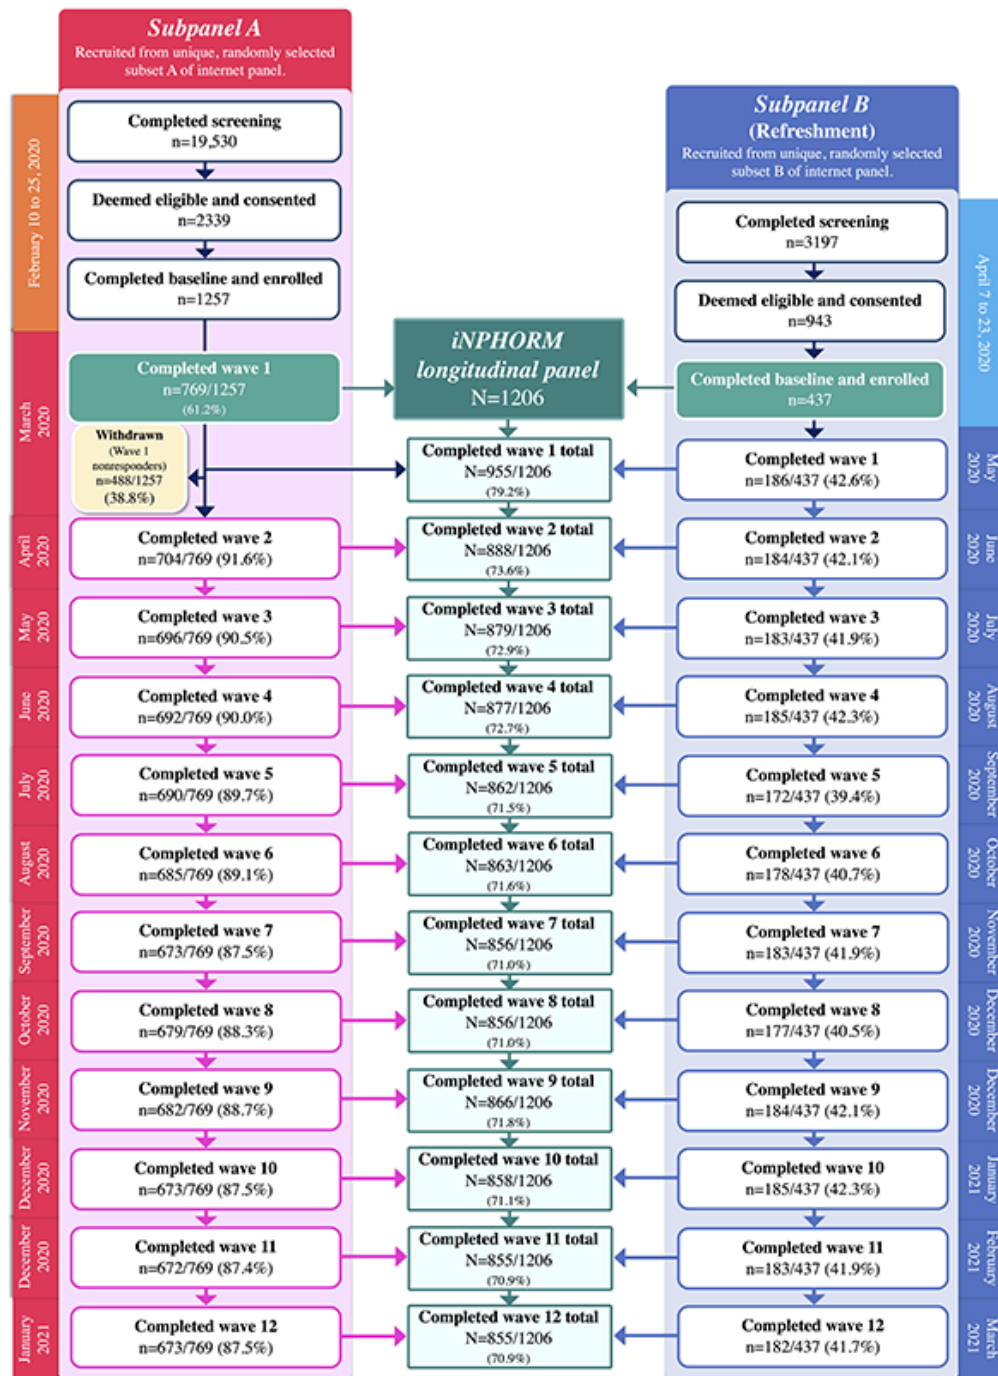 Subpanel A
Recruited from unique, randomly selected
subset A of internet panel.
February 10 to 25, 2020
Completed screening
n=19,530
Deemed eligible and consented
n=2339
Completed baseline and enrolled
n=1257
March
2020
Completed wave 1
n=769/1257
(61.2%)
Withdrawn
(Wave 1
nonresponders)
n=488/1257
(38.8%)
April
2020
Completed wave 2
n=704/769 (91.6%)
May
2020
Completed wave 3
n=696/769 (90.5%)
June
2020
Completed wave 4
n=692/769 (90.0%)
July
2020
Completed wave 5
n=690/769 (89.7%)
August
2020
Completed wave 6
n=685/769 (89.1%)
September
2020
Completed wave 7
n=673/769 (87.5%)
October
2020
Completed wave 8
n=679/769 (88.3%)
November
2020
Completed wave 9
n=682/769 (88.7%)
December
2020
Completed wave 10
n=673/769 (87.5%)
December
2020
Completed wave 11
n=672/769 (87.4%)
January
2021
Completed wave 12
n=673/769 (87.5%)
iNPHORM
longitudinal panel
N=1206
Completed wave 1 total
N=955/1206
(79.2%)
Completed wave 2 total
N=888/1206
(73.6%)
Completed wave 3 total
N=879/1206
(72.9%)
Completed wave 4 total
N=877/1206
(72.7%)
Completed wave 5 total
N=862/1206
(71.5%)
Completed wave 6 total
N=863/1206
(71.6%)
Completed wave 7 total
N=856/1206
(71.0%)
Completed wave 8 total
N=856/1206
(71.0%)
Completed wave 9 total
N=866/1206
(71.8%)
Completed wave 10 total
N=858/1206
(71.1%)
Completed wave 11 total
N=855/1206
(70.9%)
Completed wave 12 total
N=855/1206
(70.9%)
Subpanel B
(Refreshment)
Recruited from unique, randomly selected
subset B of internet panel.
April 7 to 23, 2020
Completed screening
n=3197
Deemed eligible and consented
n=943
Completed baseline and enrolled
n=437
May
2020
Completed wave 1
n=186/437 (42.6%)
June
2020
Completed wave 2
n=184/437 (42.1%)
July
2020
Completed wave 3
n=183/437 (41.9%)
August
2020
Completed wave 4
n=185/437 (42.3%)
September
2020
Completed wave 5
n=172/437 (39.4%)
October
2020
Completed wave 6
n=178/437 (40.7%)
November
2020
Completed wave 7
n=183/437 (41.9%)
December
2020
Completed wave 8
n=177/437 (40.5%)
December
2020
Completed wave 9
n=184/437 (42.1%)
January
2021
Completed wave 10
n=185/437 (42.3%)
February
2021
Completed wave 11
n=183/437 (41.9%)
March
2021
Completed wave 12
n=182/437 (41.7%)